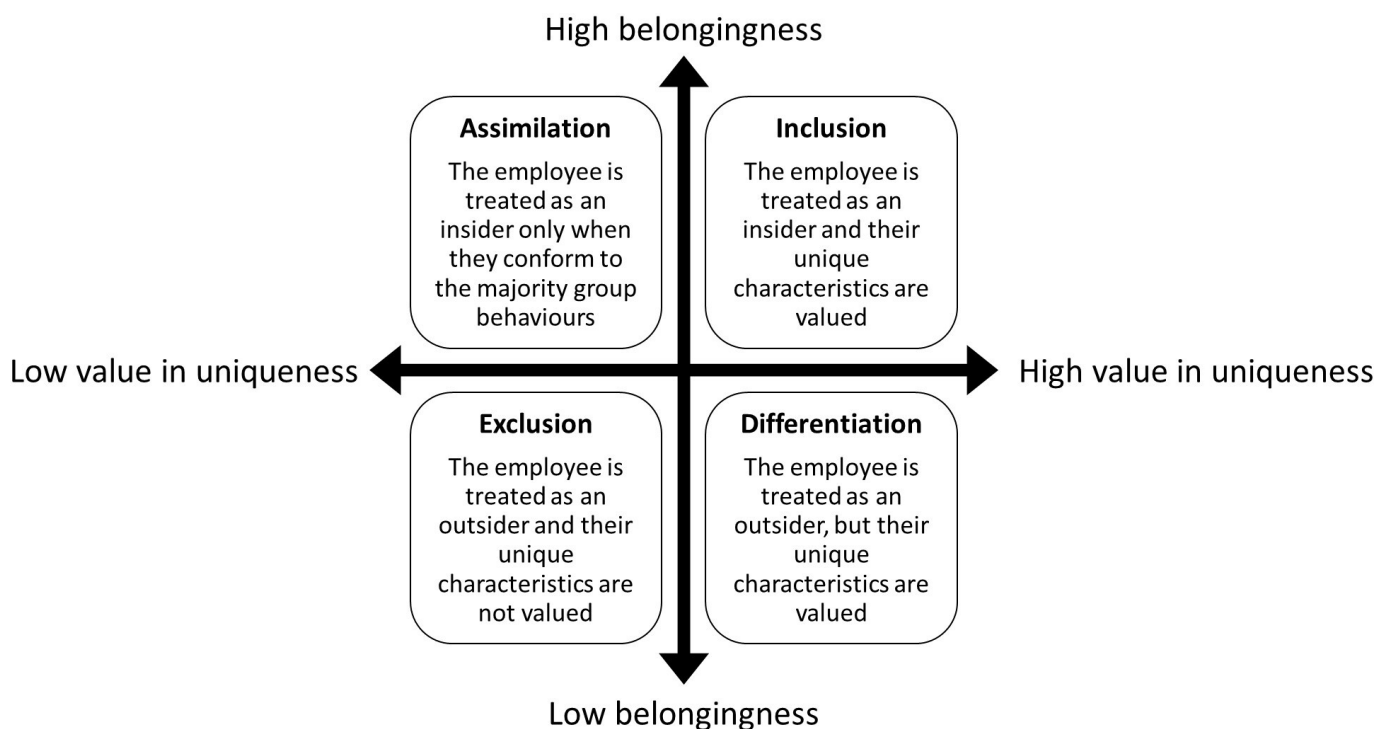 High belongingness
Assimilation
The employee is
treated as an
insider only when
they conform to
the majority group
behaviours
Inclusion
The employee is
treated as an
insider and their
unique
characteristics are
valued
Low value in uniqueness
High value in uniqueness
Exclusion
The employee is
treated as an
outsider and their
unique
characteristics are
not valued
Differentiation
The employee is
treated as an
outsider, but their
unique
characteristics are
valued
Low belongingness